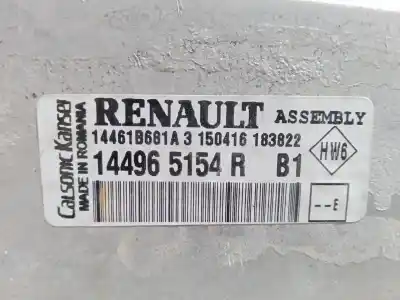 Calsonic Kansei
MADE IN ROMANIA
RENAULT ASSEMBLY
14461B681A 3 150416 183822
14496 5154 R B1
HW6
--E